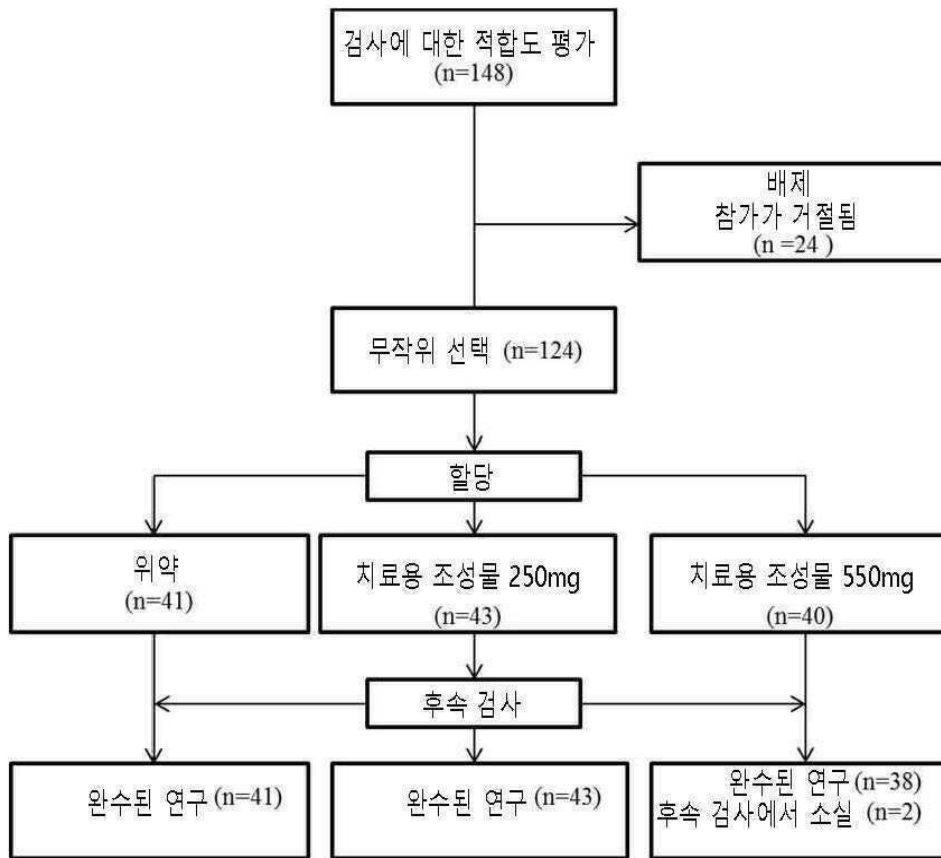 검사에 대한 적합도 평가
(n=148)
배제
참가가 거절됨
(n =24 )
무작위 선택 (n=124)
할당
위약
(n=41)
치료용 조성물 250mg
(n=43)
치료용 조성물 550mg
(n=40)
후속 검사
완수된 연구 (n=41)
완수된 연구 (n=43)
완수된 연구 (n=38)
후속 검사에서 소실 (n=2)